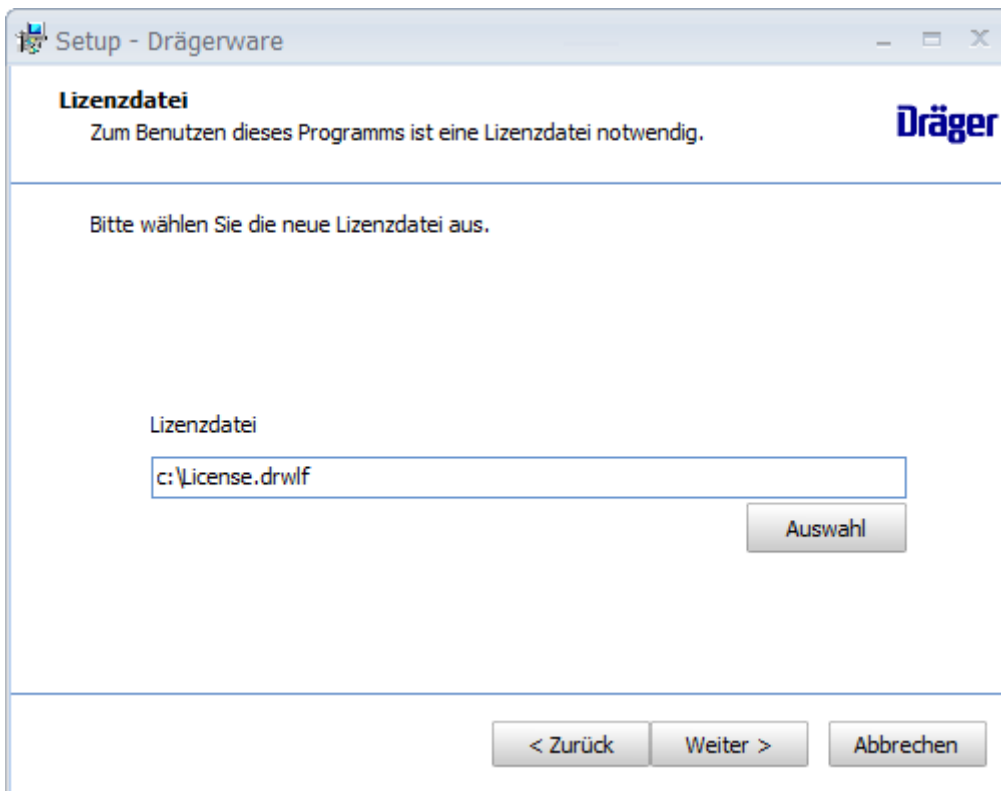 Setup - Drägerware
Lizenzdatei
Zum Benutzen dieses Programms ist eine Lizenzdatei notwendig.
Dräger
Bitte wählen Sie die neue Lizenzdatei aus.
Lizenzdatei
c:\License.drwlf
Auswahl
< Zurück
Weiter >
Abbrechen